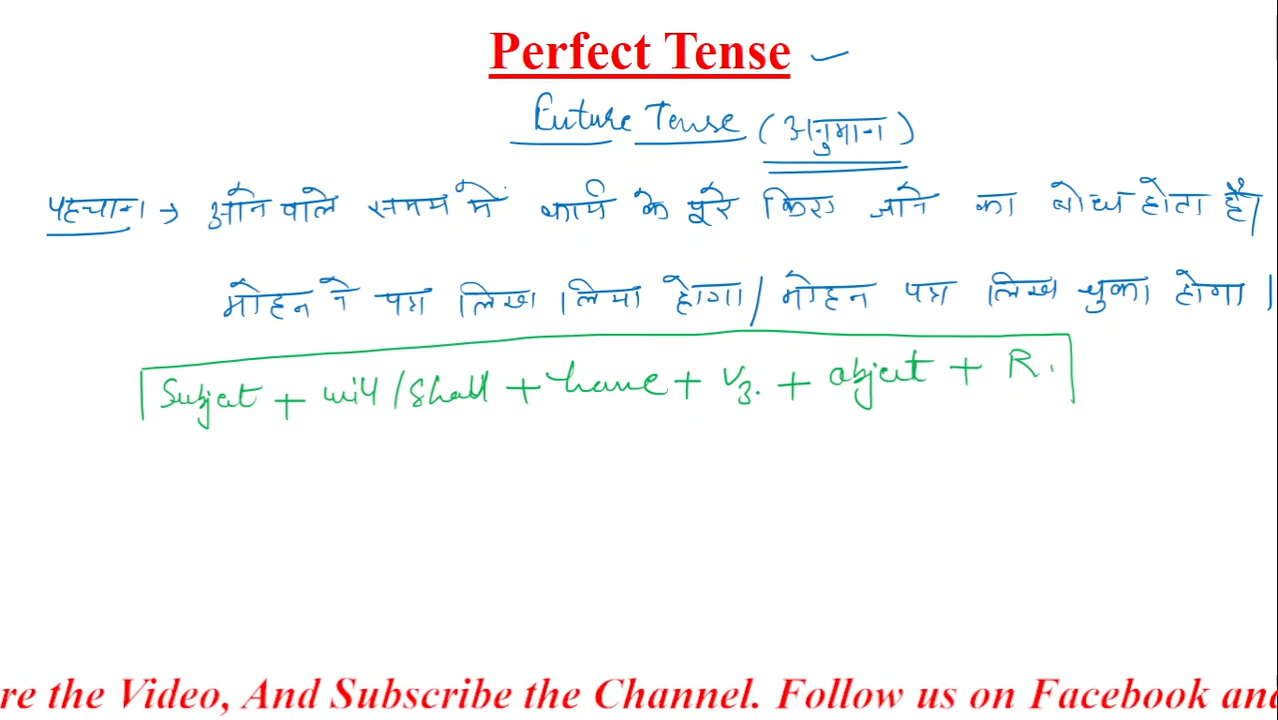 Perfect Tense
Future Tense (अनुमान)
पहचान → आने वाले समय में कार्य के पूरे किए जाने का बोध होता है।
मोहन ने पत्र लिख लिया होगा / मोहन पत्र लिख चुका होगा ।
Subject + will / Shall + have + V3. + object + R.
re the Video, And Subscribe the Channel. Follow us on Facebook and